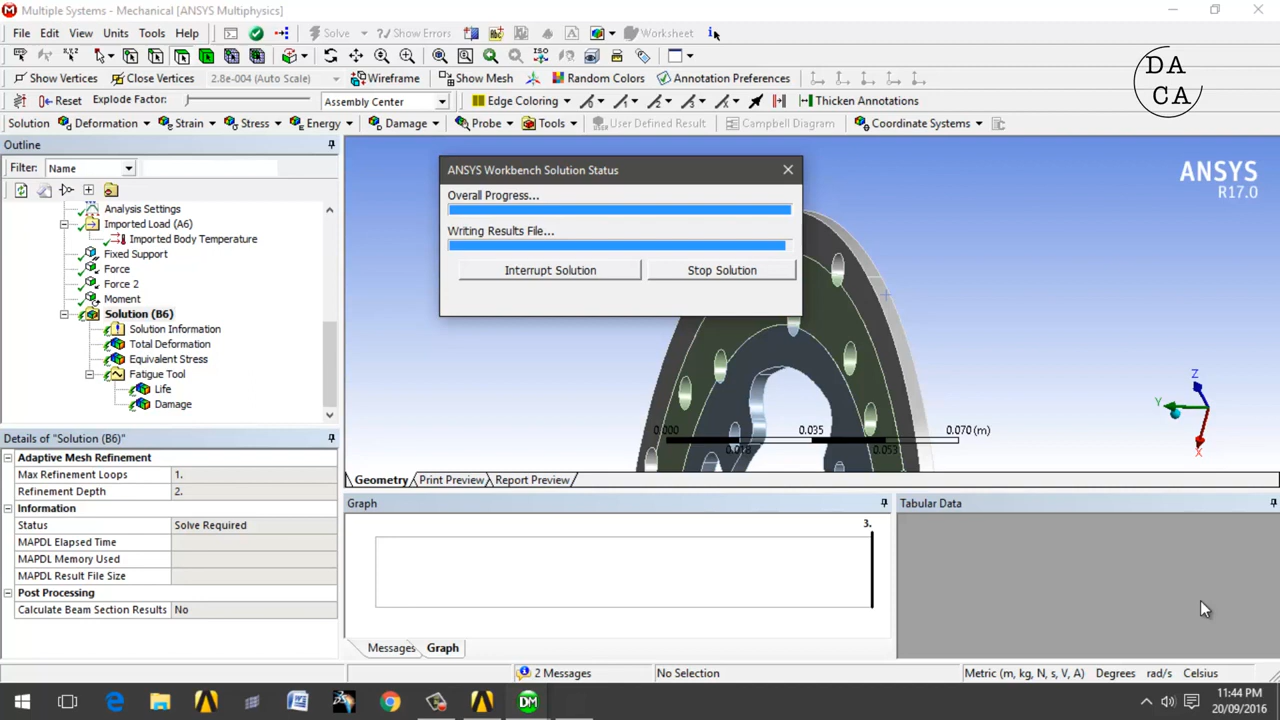 Multiple Systems - Mechanical [ANSYS Multiphysics]
File Edit View Units Tools Help Solve Show Errors Worksheet
Show Vertices Close Vertices 2.8e-004 (Auto Scale) Wireframe Show Mesh Random Colors Annotation Preferences
Reset Explode Factor: Assembly Center Edge Coloring Thicken Annotations
Solution Deformation Strain Stress Energy Damage Probe Tools User Defined Result Campbell Diagram Coordinate Systems
DA
CA
Outline
Filter: Name
Analysis Settings
Imported Load (A6)
Imported Body Temperature
Fixed Support
Force
Force 2
Moment
Solution (B6)
Solution Information
Total Deformation
Equivalent Stress
Fatigue Tool
Life
Damage
Details of "Solution (B6)"
Adaptive Mesh Refinement
Max Refinement Loops 1.
Refinement Depth 2.
Information
Status Solve Required
MAPDL Elapsed Time
MAPDL Memory Used
MAPDL Result File Size
Post Processing
Calculate Beam Section Results No
ANSYS Workbench Solution Status
Overall Progress...
Writing Results File...
Interrupt Solution Stop Solution
ANSYS
R17.0
Z
Y
X
0.000 0.035 0.070 (m)
0.018 0.053
Geometry Print Preview Report Preview
Graph
3.
Tabular Data
Messages Graph
2 Messages No Selection Metric (m, kg, N, s, V, A) Degrees rad/s Celsius
DM
11:44 PM
20/09/2016